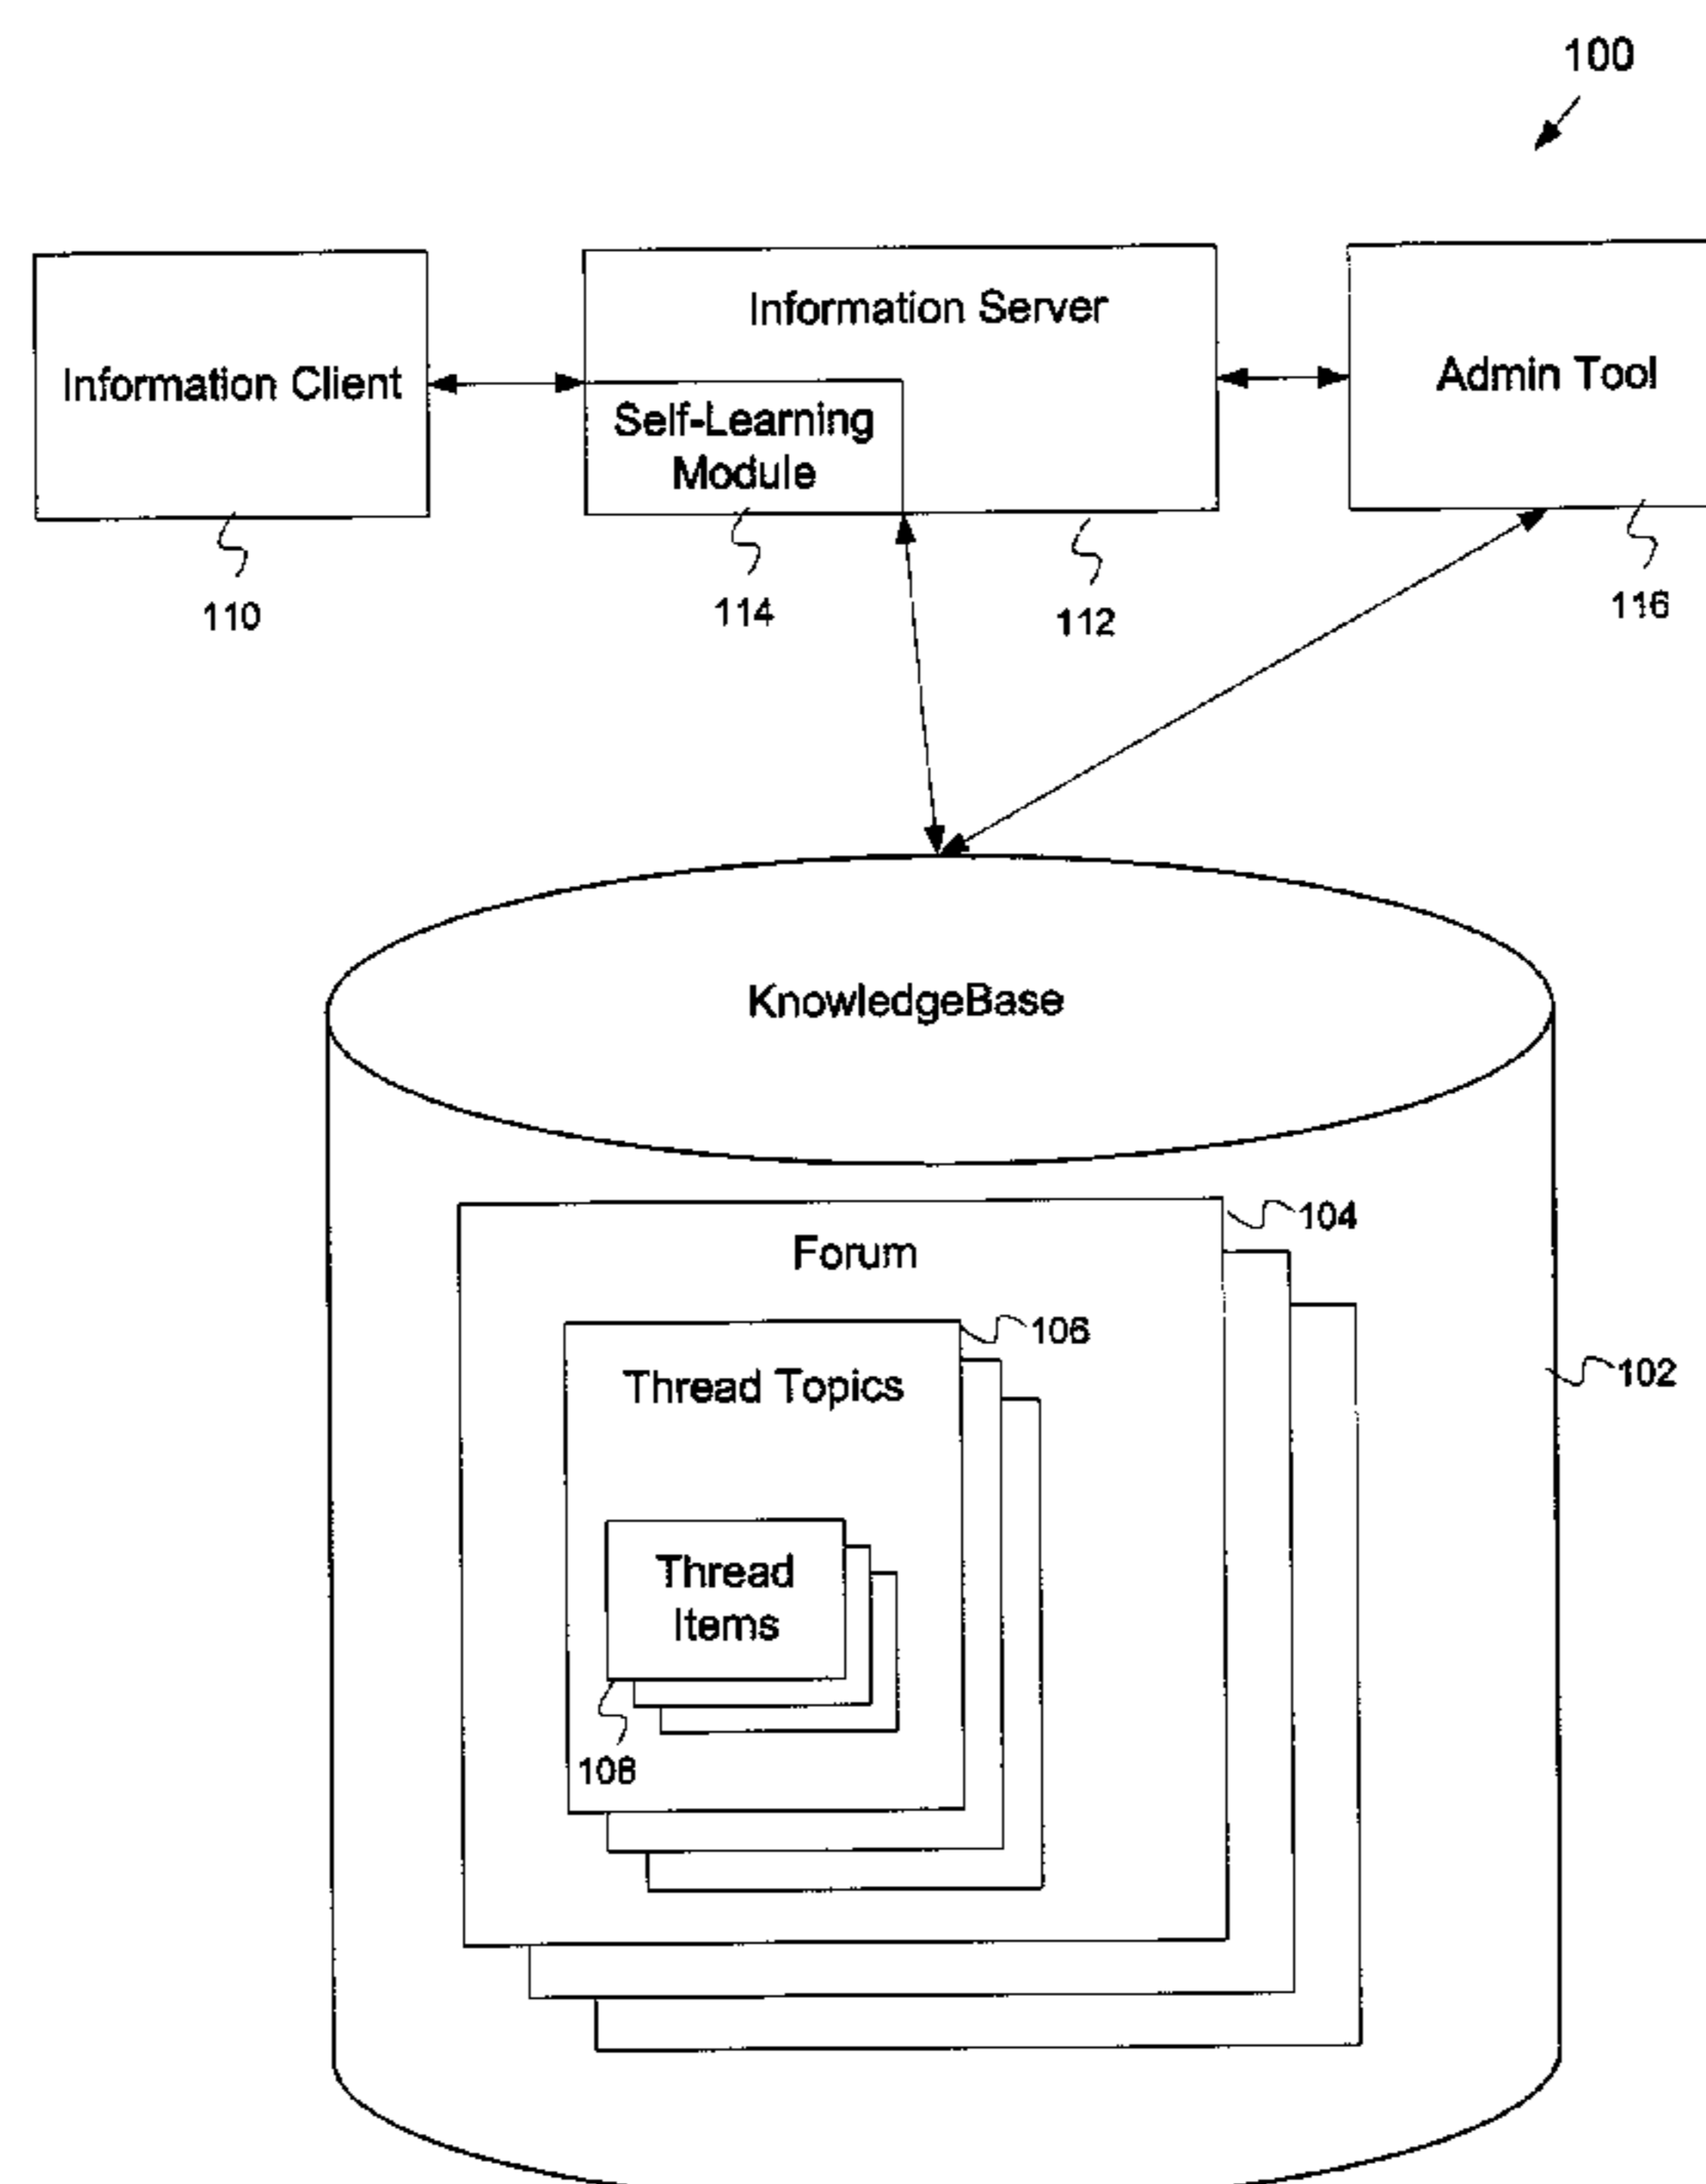 100
Information Client
Information Server
Self-Learning
Module
Admin Tool
110
114
112
116
KnowledgeBase
104
Forum
106
Thread Topics
102
Thread
Items
108